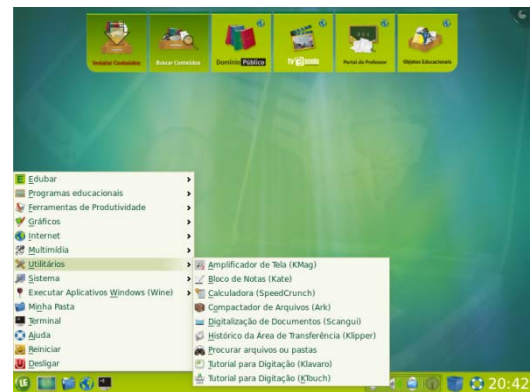 Instalar Conteúdos
Buscar Conteúdos
Domínio Público
tv escola
Portal do Professor
Objetos Educacionais
Edubar
Programas educacionais
Ferramentas de Produtividade
Gráficos
Internet
Multimídia
Utilitários
Sistema
Executar Aplicativos Windows (Wine)
Minha Pasta
Terminal
Ajuda
Reiniciar
Desligar
Amplificador de Tela (KMag)
Bloco de Notas (Kate)
Calculadora (SpeedCrunch)
Compactador de Arquivos (Ark)
Digitalização de Documentos (Scangui)
Histórico da Área de Transferência (Klipper)
Procurar arquivos ou pastas
Tutorial para Digitação (Klavaro)
Tutorial para Digitação (KTouch)
20:42